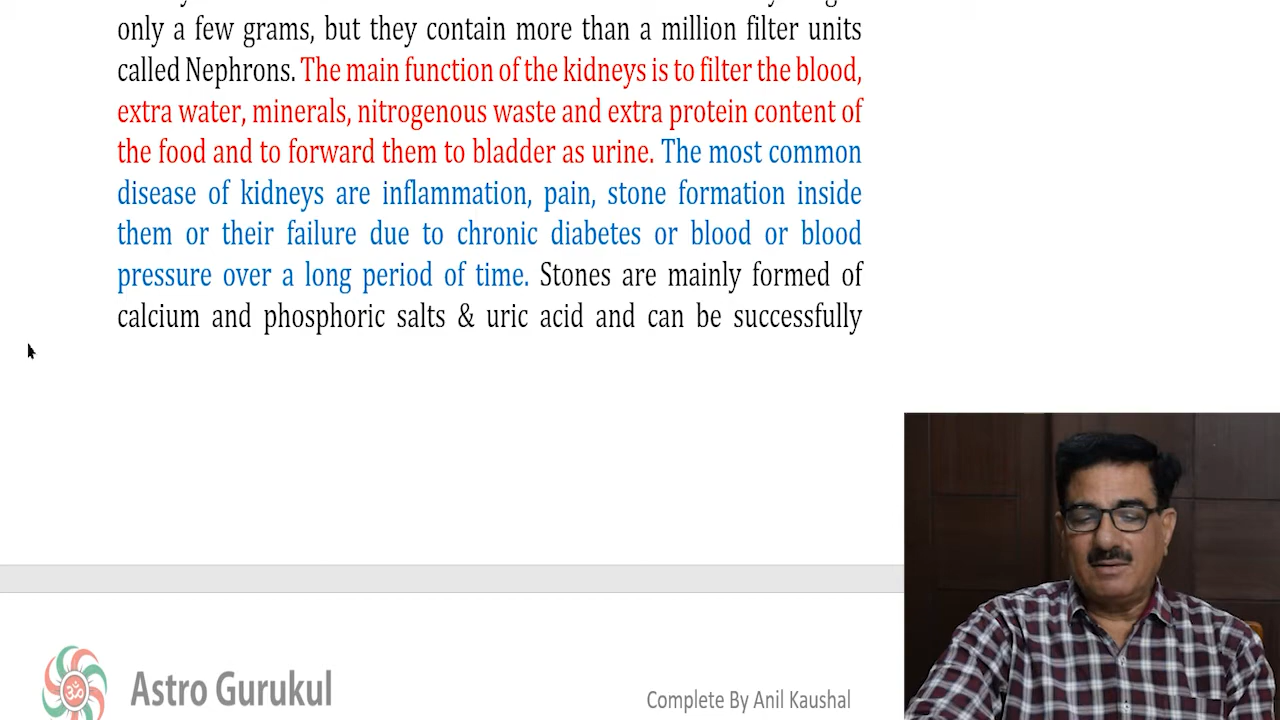 only a few grams, but they contain more than a million filter units
called Nephrons. The main function of the kidneys is to filter the blood,
extra water, minerals, nitrogenous waste and extra protein content of
the food and to forward them to bladder as urine. The most common
disease of kidneys are inflammation, pain, stone formation inside
them or their failure due to chronic diabetes or blood or blood
pressure over a long period of time. Stones are mainly formed of
calcium and phosphoric salts & uric acid and can be successfully
ॐ
Astro Gurukul
Complete By Anil Kaushal